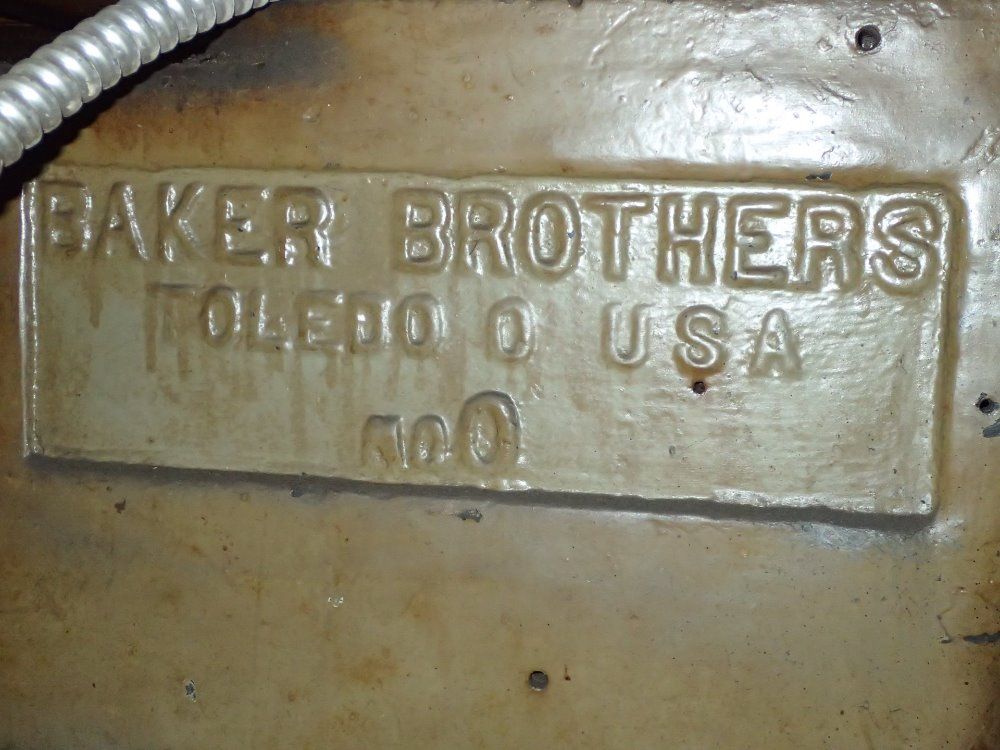 BAKER BROTHERS
TOLEDO O USA
no 0